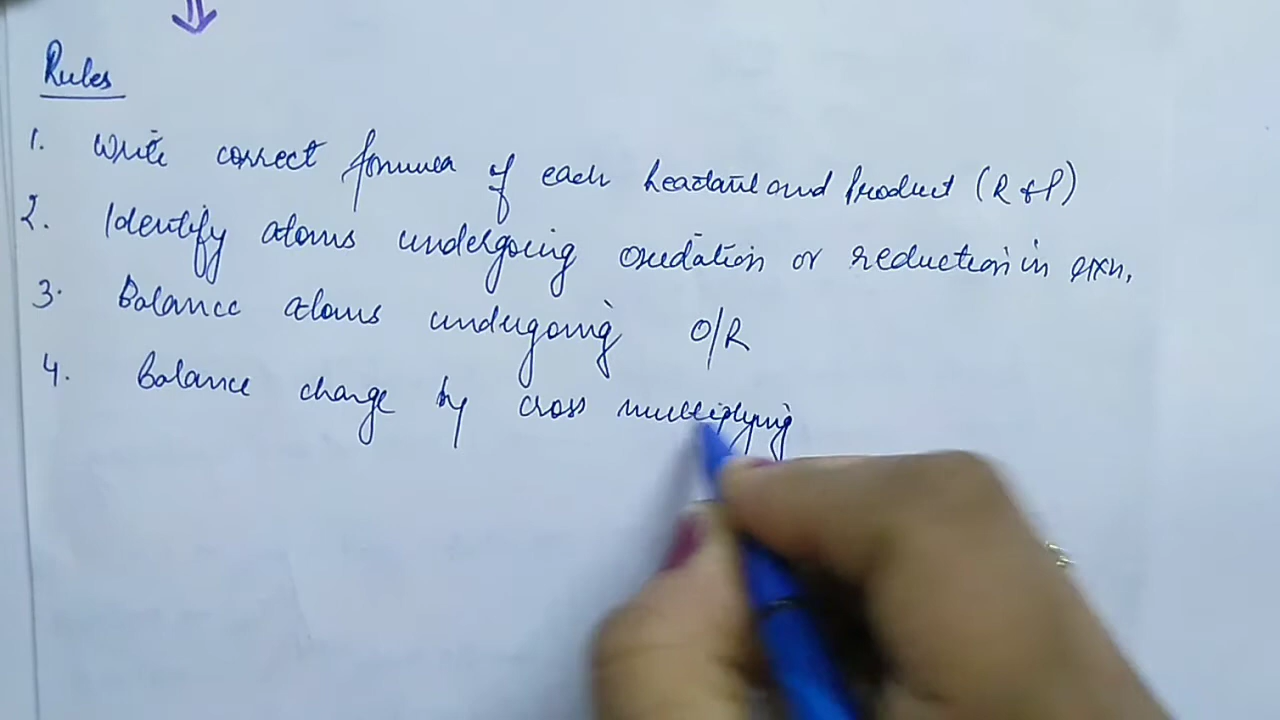 Rules
1. Write correct formula of each reactant and Product (R & P)
2. Identify atoms undergoing oxidation or reduction in rxn.
3. Balance atoms undergoing O/R
4. Balance change by cross multiplying